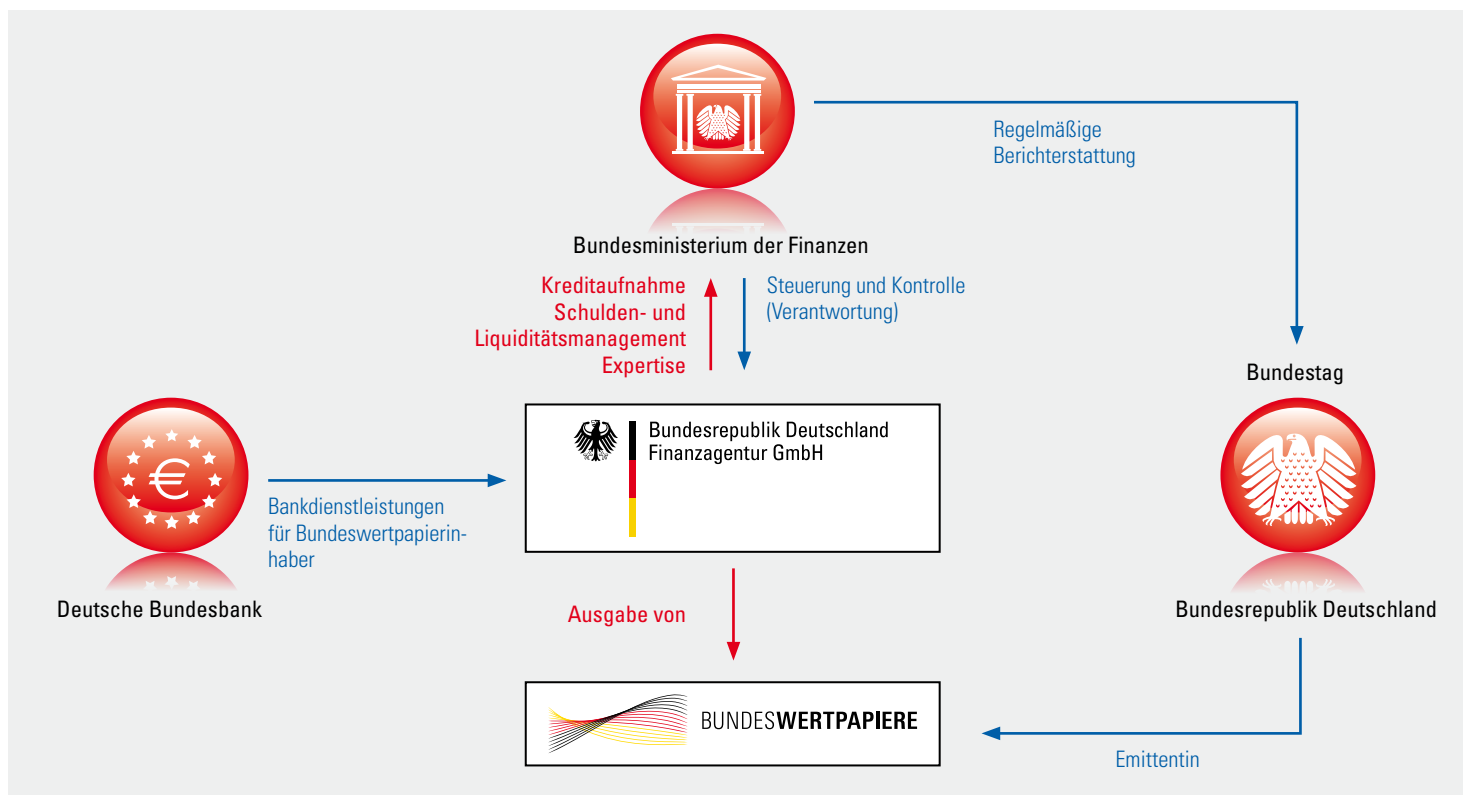 Regelmäßige
Berichterstattung
Bundesministerium der Finanzen
Kreditaufnahme
Schulden- und
Liquiditätsmanagement
Expertise
Steuerung und Kontrolle
(Verantwortung)
Bundestag
Bundesrepublik Deutschland
Finanzagentur GmbH
€
Bankdienstleistungen
für Bundeswertpapierin-
haber
Deutsche Bundesbank
Ausgabe von
Bundesrepublik Deutschland
BUNDESWERTPAPIERE
Emittentin